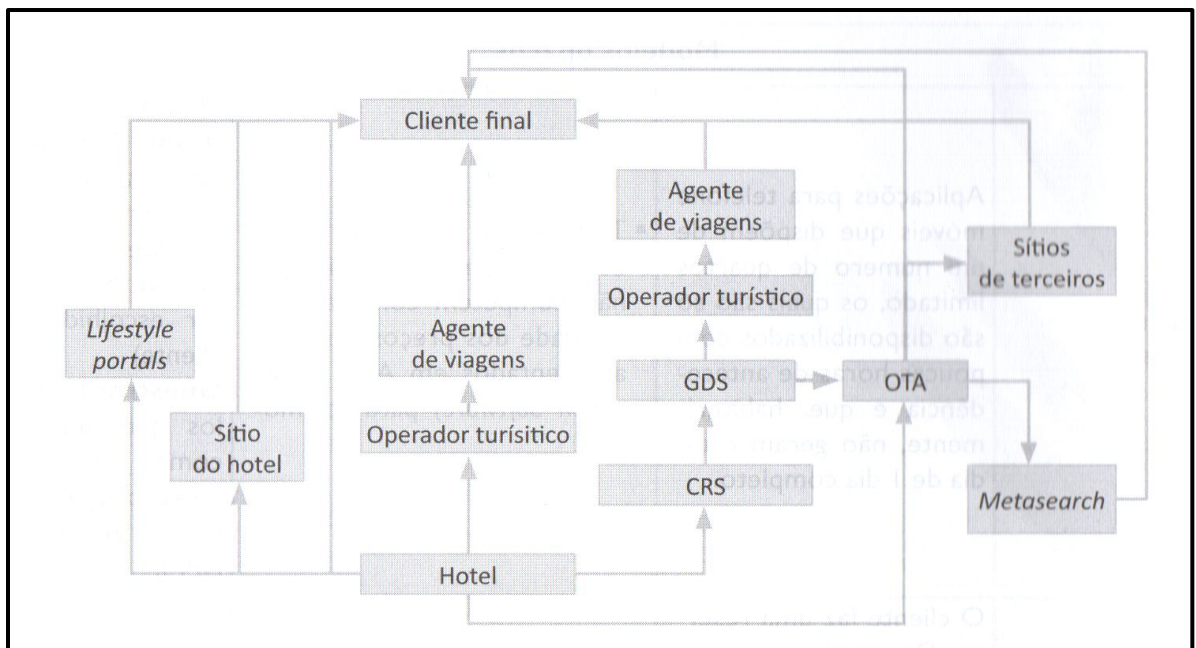 Cliente final
Agente
de viagens
Sítios
de terceiros
Operador turístico
Lifestyle
portals
Agente
de viagens
GDS
OTA
Sítio
do hotel
Operador turísitico
CRS
Metasearch
Hotel